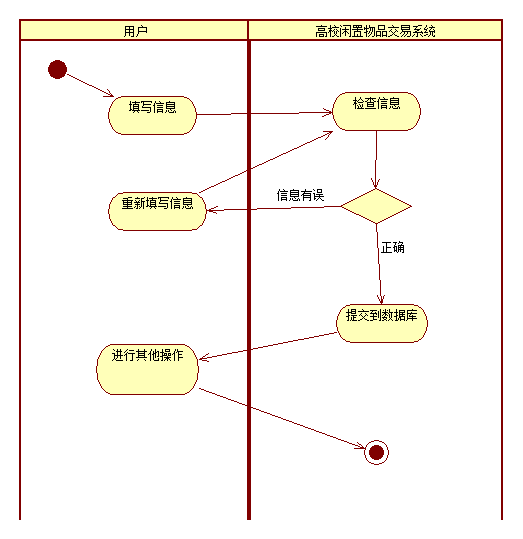 用户
高校闲置物品交易系统
填写信息
检查信息
重新填写信息
信息有误
正确
提交到数据库
进行其他操作